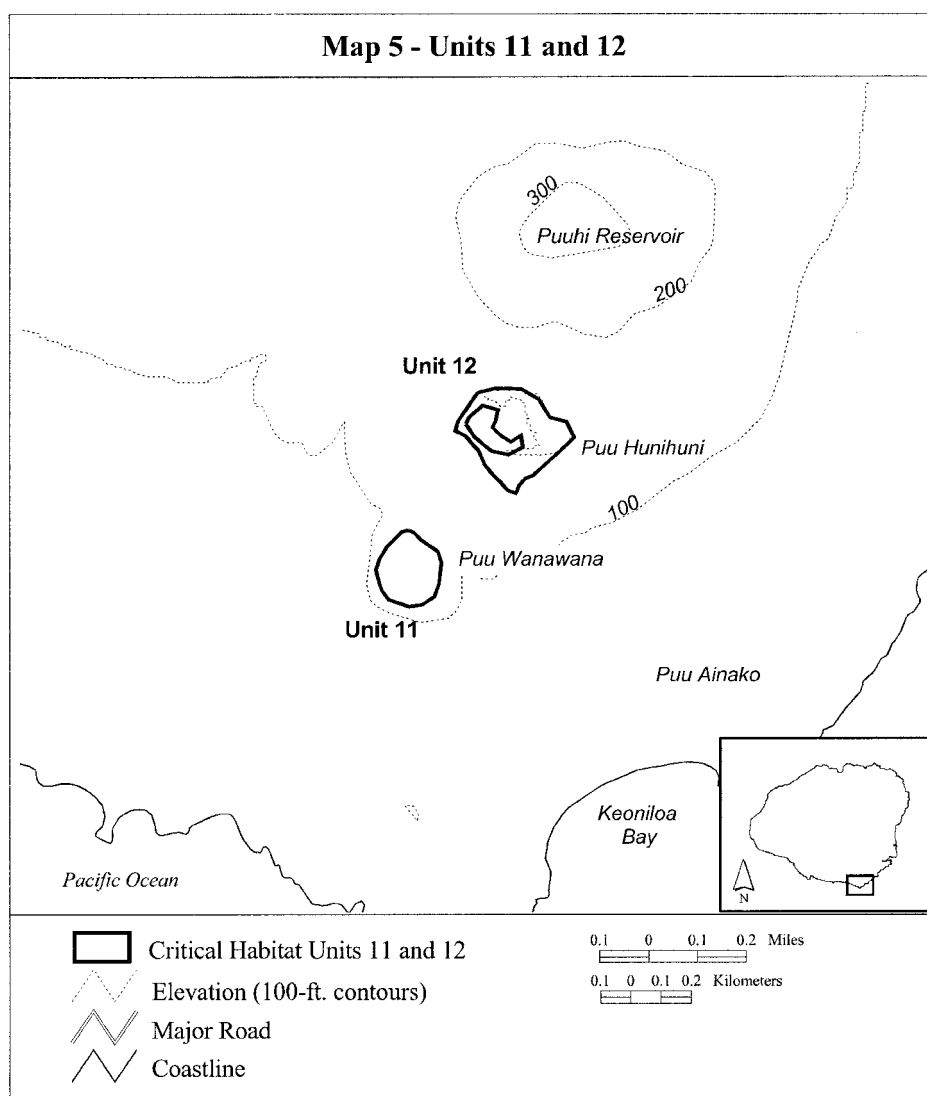 Map 5 - Units 11 and 12
300
Puuhi Reservoir
200
Unit 12
Puu Hunihuni
100
Puu Wanawana
Unit 11
Puu Ainako
Keoniloa
Bay
Pacific Ocean
N
Critical Habitat Units 11 and 12
Elevation (100-ft. contours)
Major Road
Coastline
0.1 0 0.1 0.2 Miles
0.1 0 0.1 0.2 Kilometers